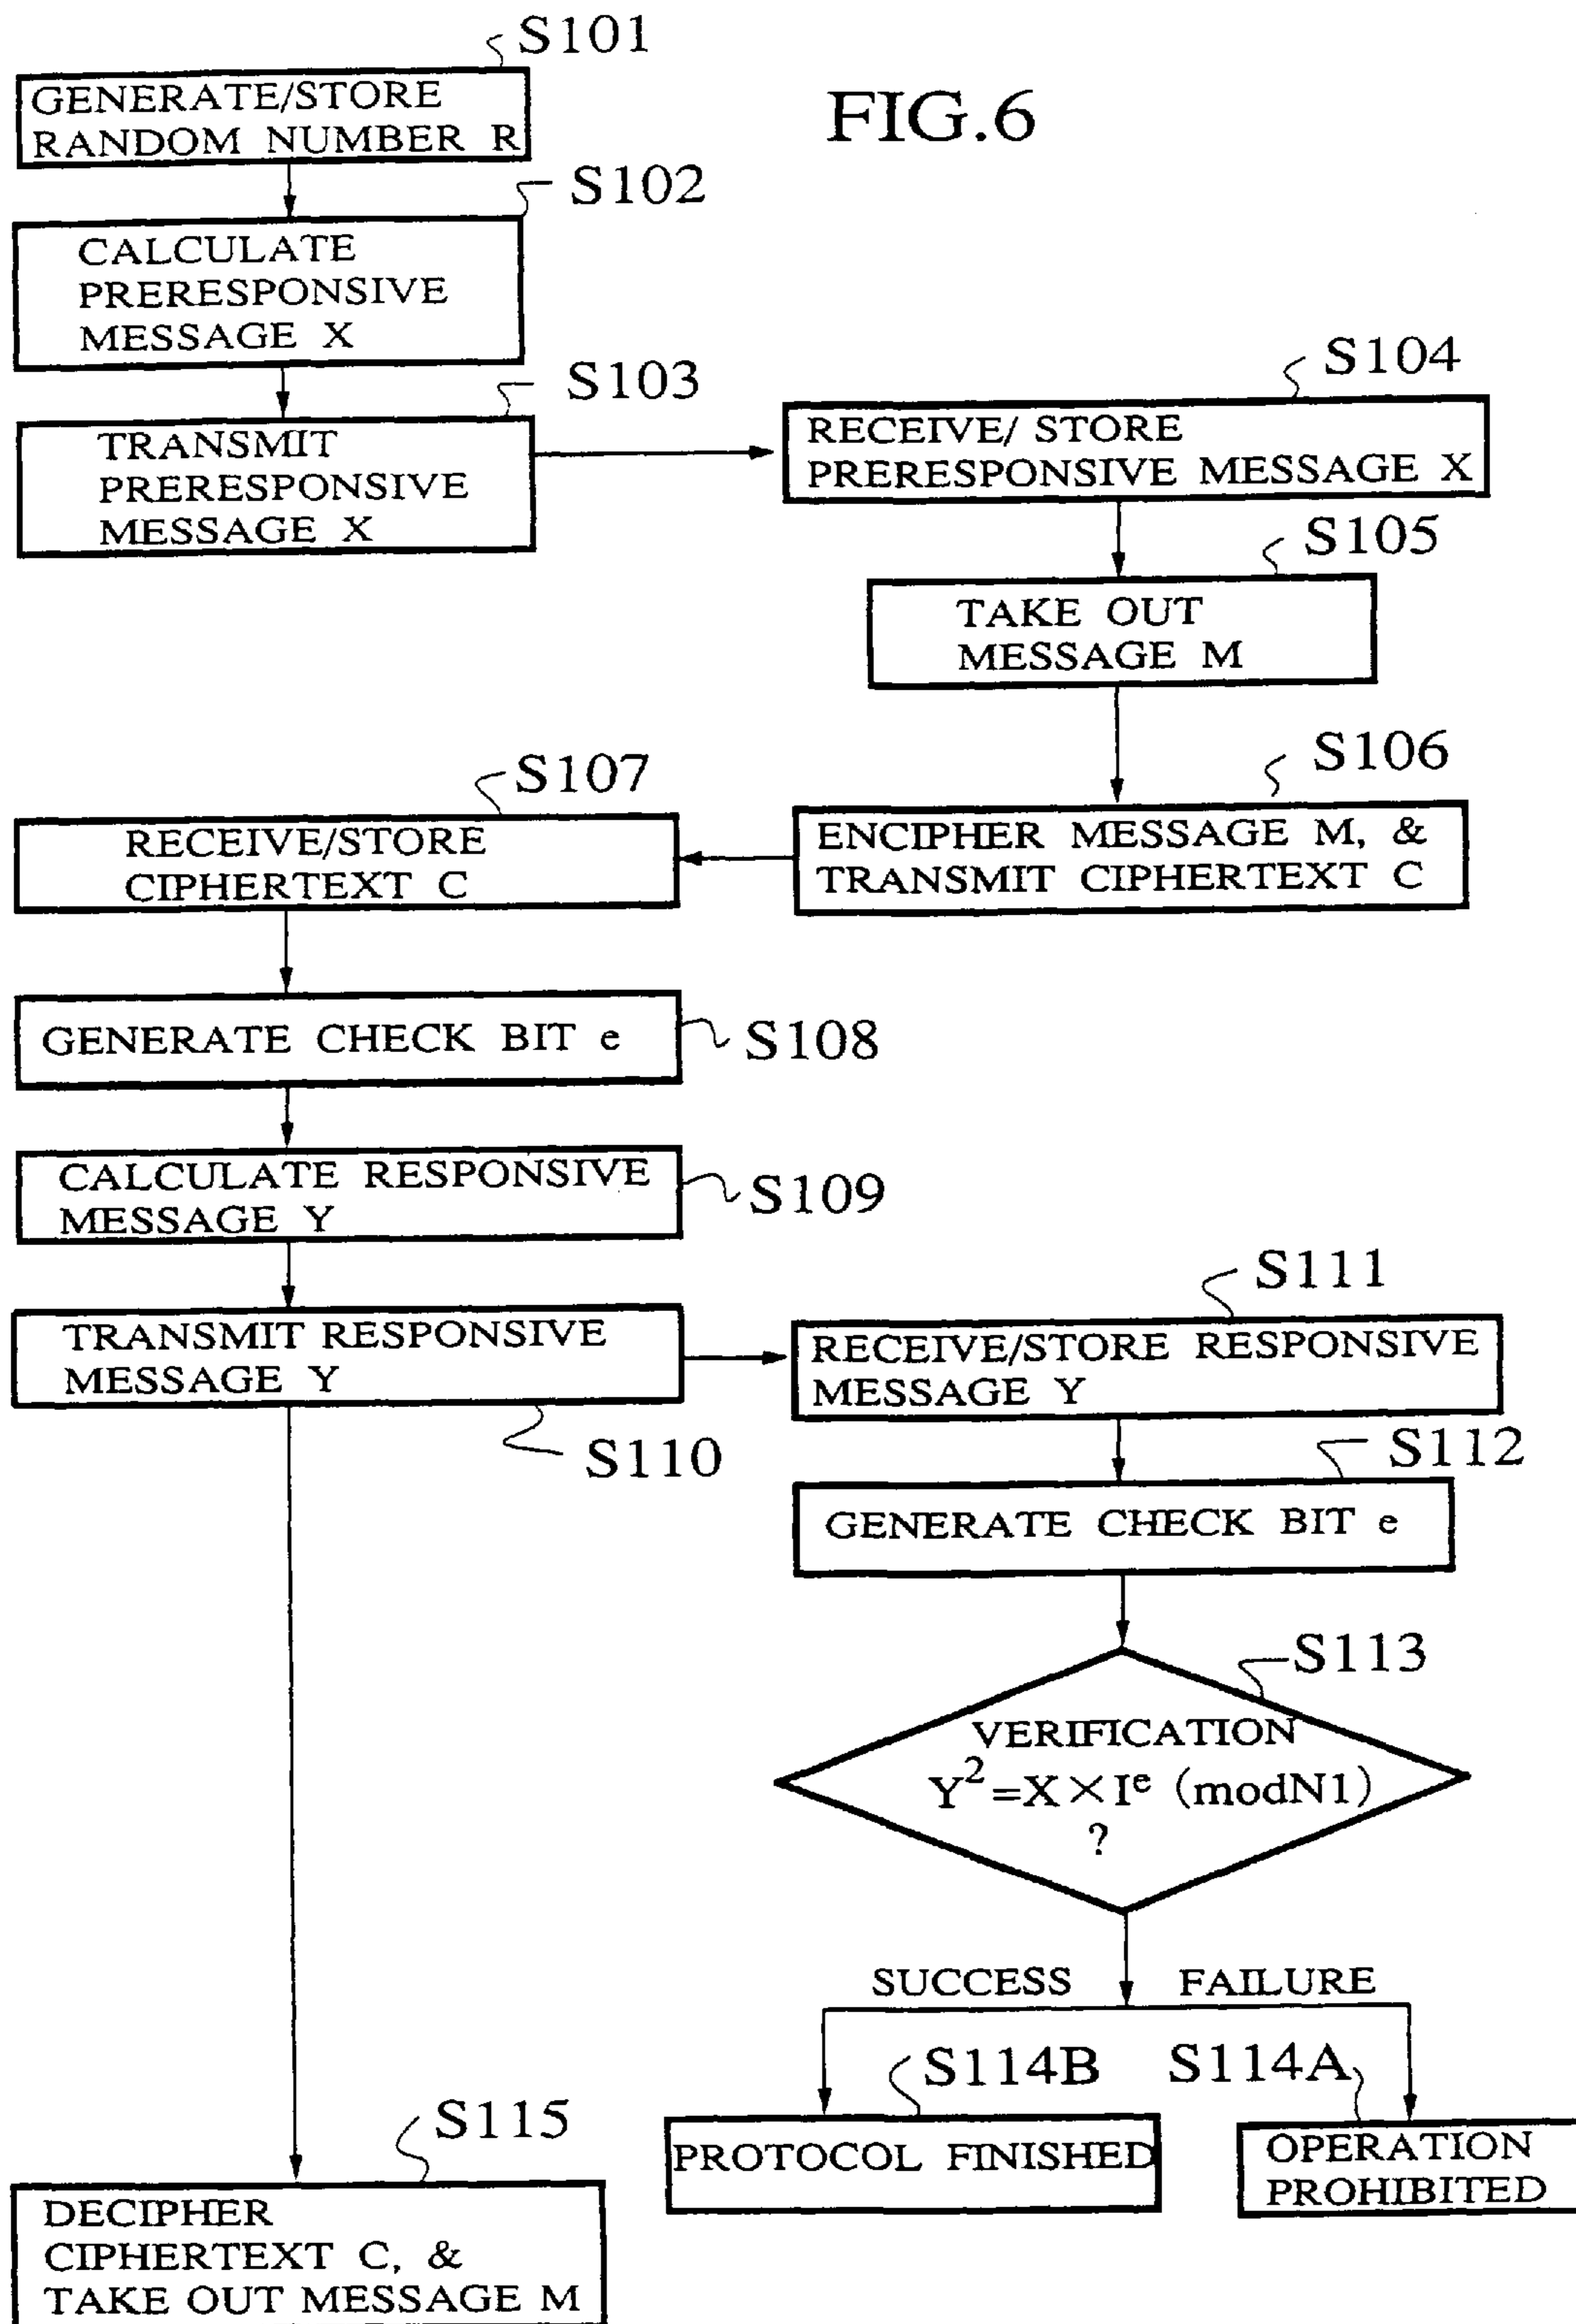 FIG.6
S101
GENERATE/STORE
RANDOM NUMBER R
S102
CALCULATE
PRERESPONSIVE
MESSAGE X
S103
TRANSMIT
PRERESPONSIVE
MESSAGE X
S104
RECEIVE/ STORE
PRERESPONSIVE MESSAGE X
S105
TAKE OUT
MESSAGE M
S106
ENCIPHER MESSAGE M, &
TRANSMIT CIPHERTEXT C
S107
RECEIVE/STORE
CIPHERTEXT C
GENERATE CHECK BIT e
S108
CALCULATE RESPONSIVE
MESSAGE Y
S109
TRANSMIT RESPONSIVE
MESSAGE Y
S110
S111
RECEIVE/STORE RESPONSIVE
MESSAGE Y
S112
GENERATE CHECK BIT e
S113
VERIFICATION
Y²=X×Iᵉ (modN1)
?
SUCCESS
FAILURE
S114B
PROTOCOL FINISHED
S114A
OPERATION
PROHIBITED
S115
DECIPHER
CIPHERTEXT C, &
TAKE OUT MESSAGE M